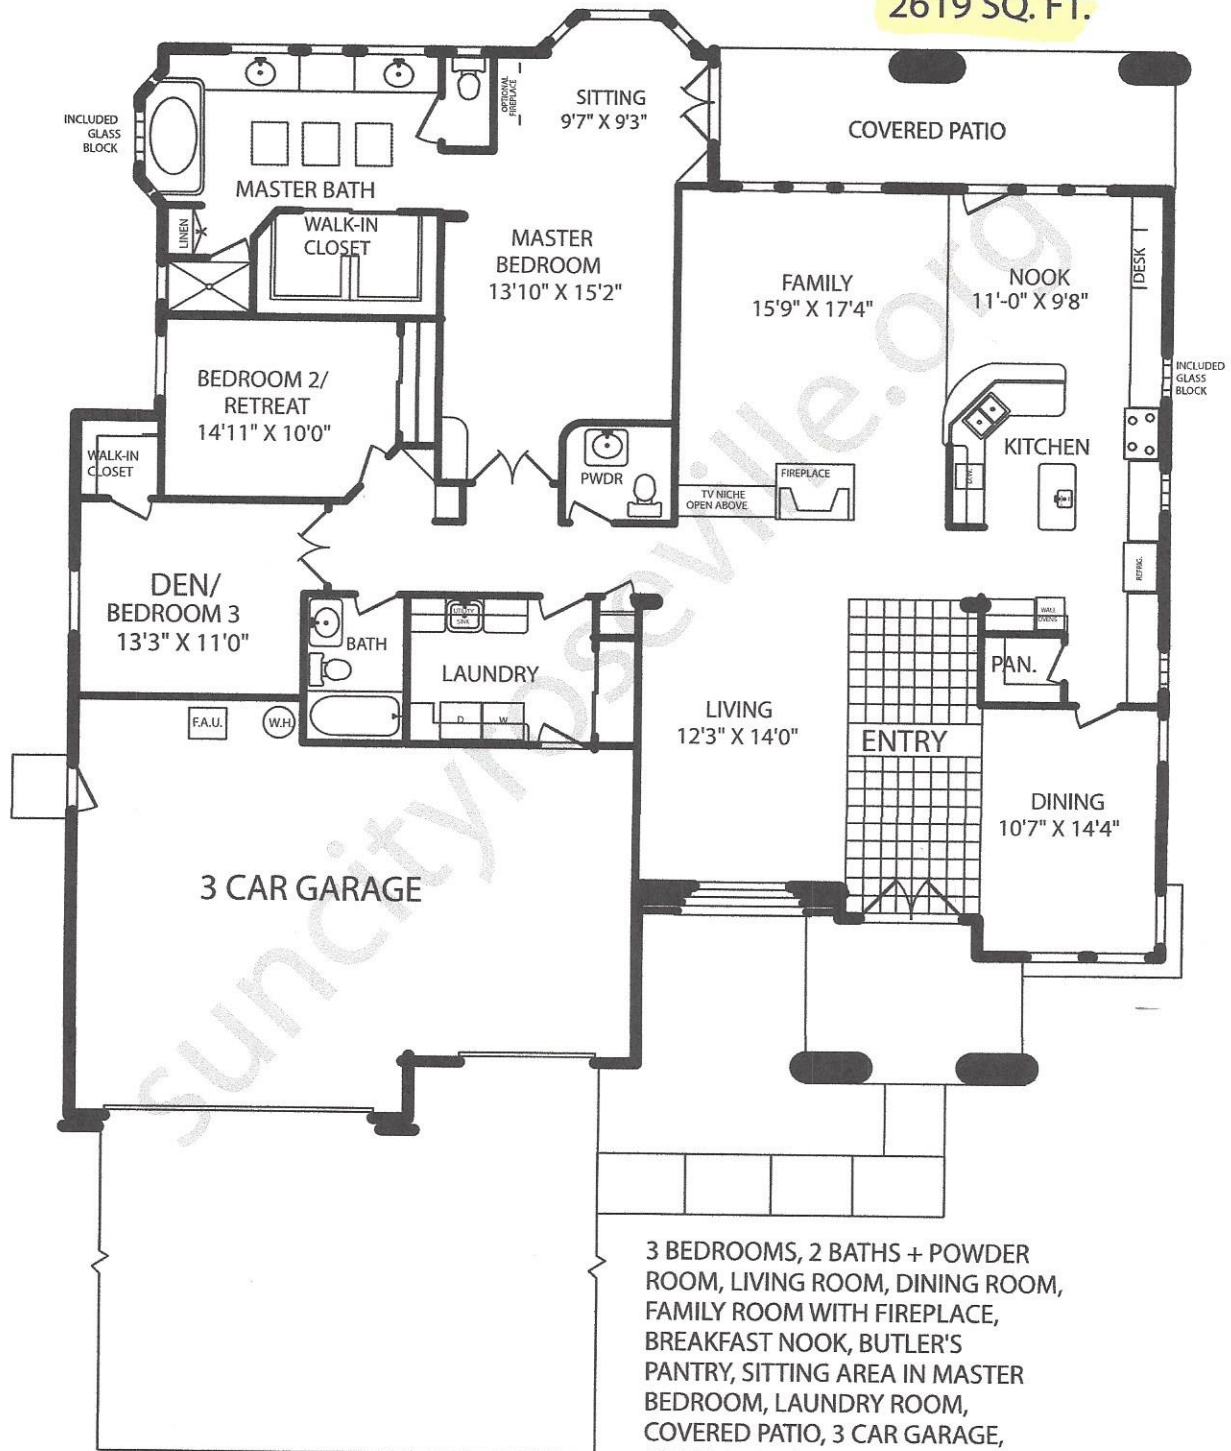 2619 SQ. FT.
INCLUDED
GLASS
BLOCK
OPTIONAL
FIREPLACE
SITTING
9'7" X 9'3"
COVERED PATIO
MASTER BATH
LINEN
WALK-IN
CLOSET
MASTER
BEDROOM
13'10" X 15'2"
FAMILY
15'9" X 17'4"
NOOK
11'-0" X 9'8"
DESK
INCLUDED
GLASS
BLOCK
BEDROOM 2/
RETREAT
14'11" X 10'0"
WALK-IN
CLOSET
PWDR
TV NICHE
OPEN ABOVE
FIREPLACE
KITCHEN
D.W.
REFRIG.
DEN/
BEDROOM 3
13'3" X 11'0"
BATH
UTILITY
SINK
LAUNDRY
D
W
WALL
OVENS
PAN.
F.A.U.
W.H.
LIVING
12'3" X 14'0"
ENTRY
DINING
10'7" X 14'4"
3 CAR GARAGE
suncityroseville.org
3 BEDROOMS, 2 BATHS + POWDER
ROOM, LIVING ROOM, DINING ROOM,
FAMILY ROOM WITH FIREPLACE,
BREAKFAST NOOK, BUTLER'S
PANTRY, SITTING AREA IN MASTER
BEDROOM, LAUNDRY ROOM,
COVERED PATIO, 3 CAR GARAGE,